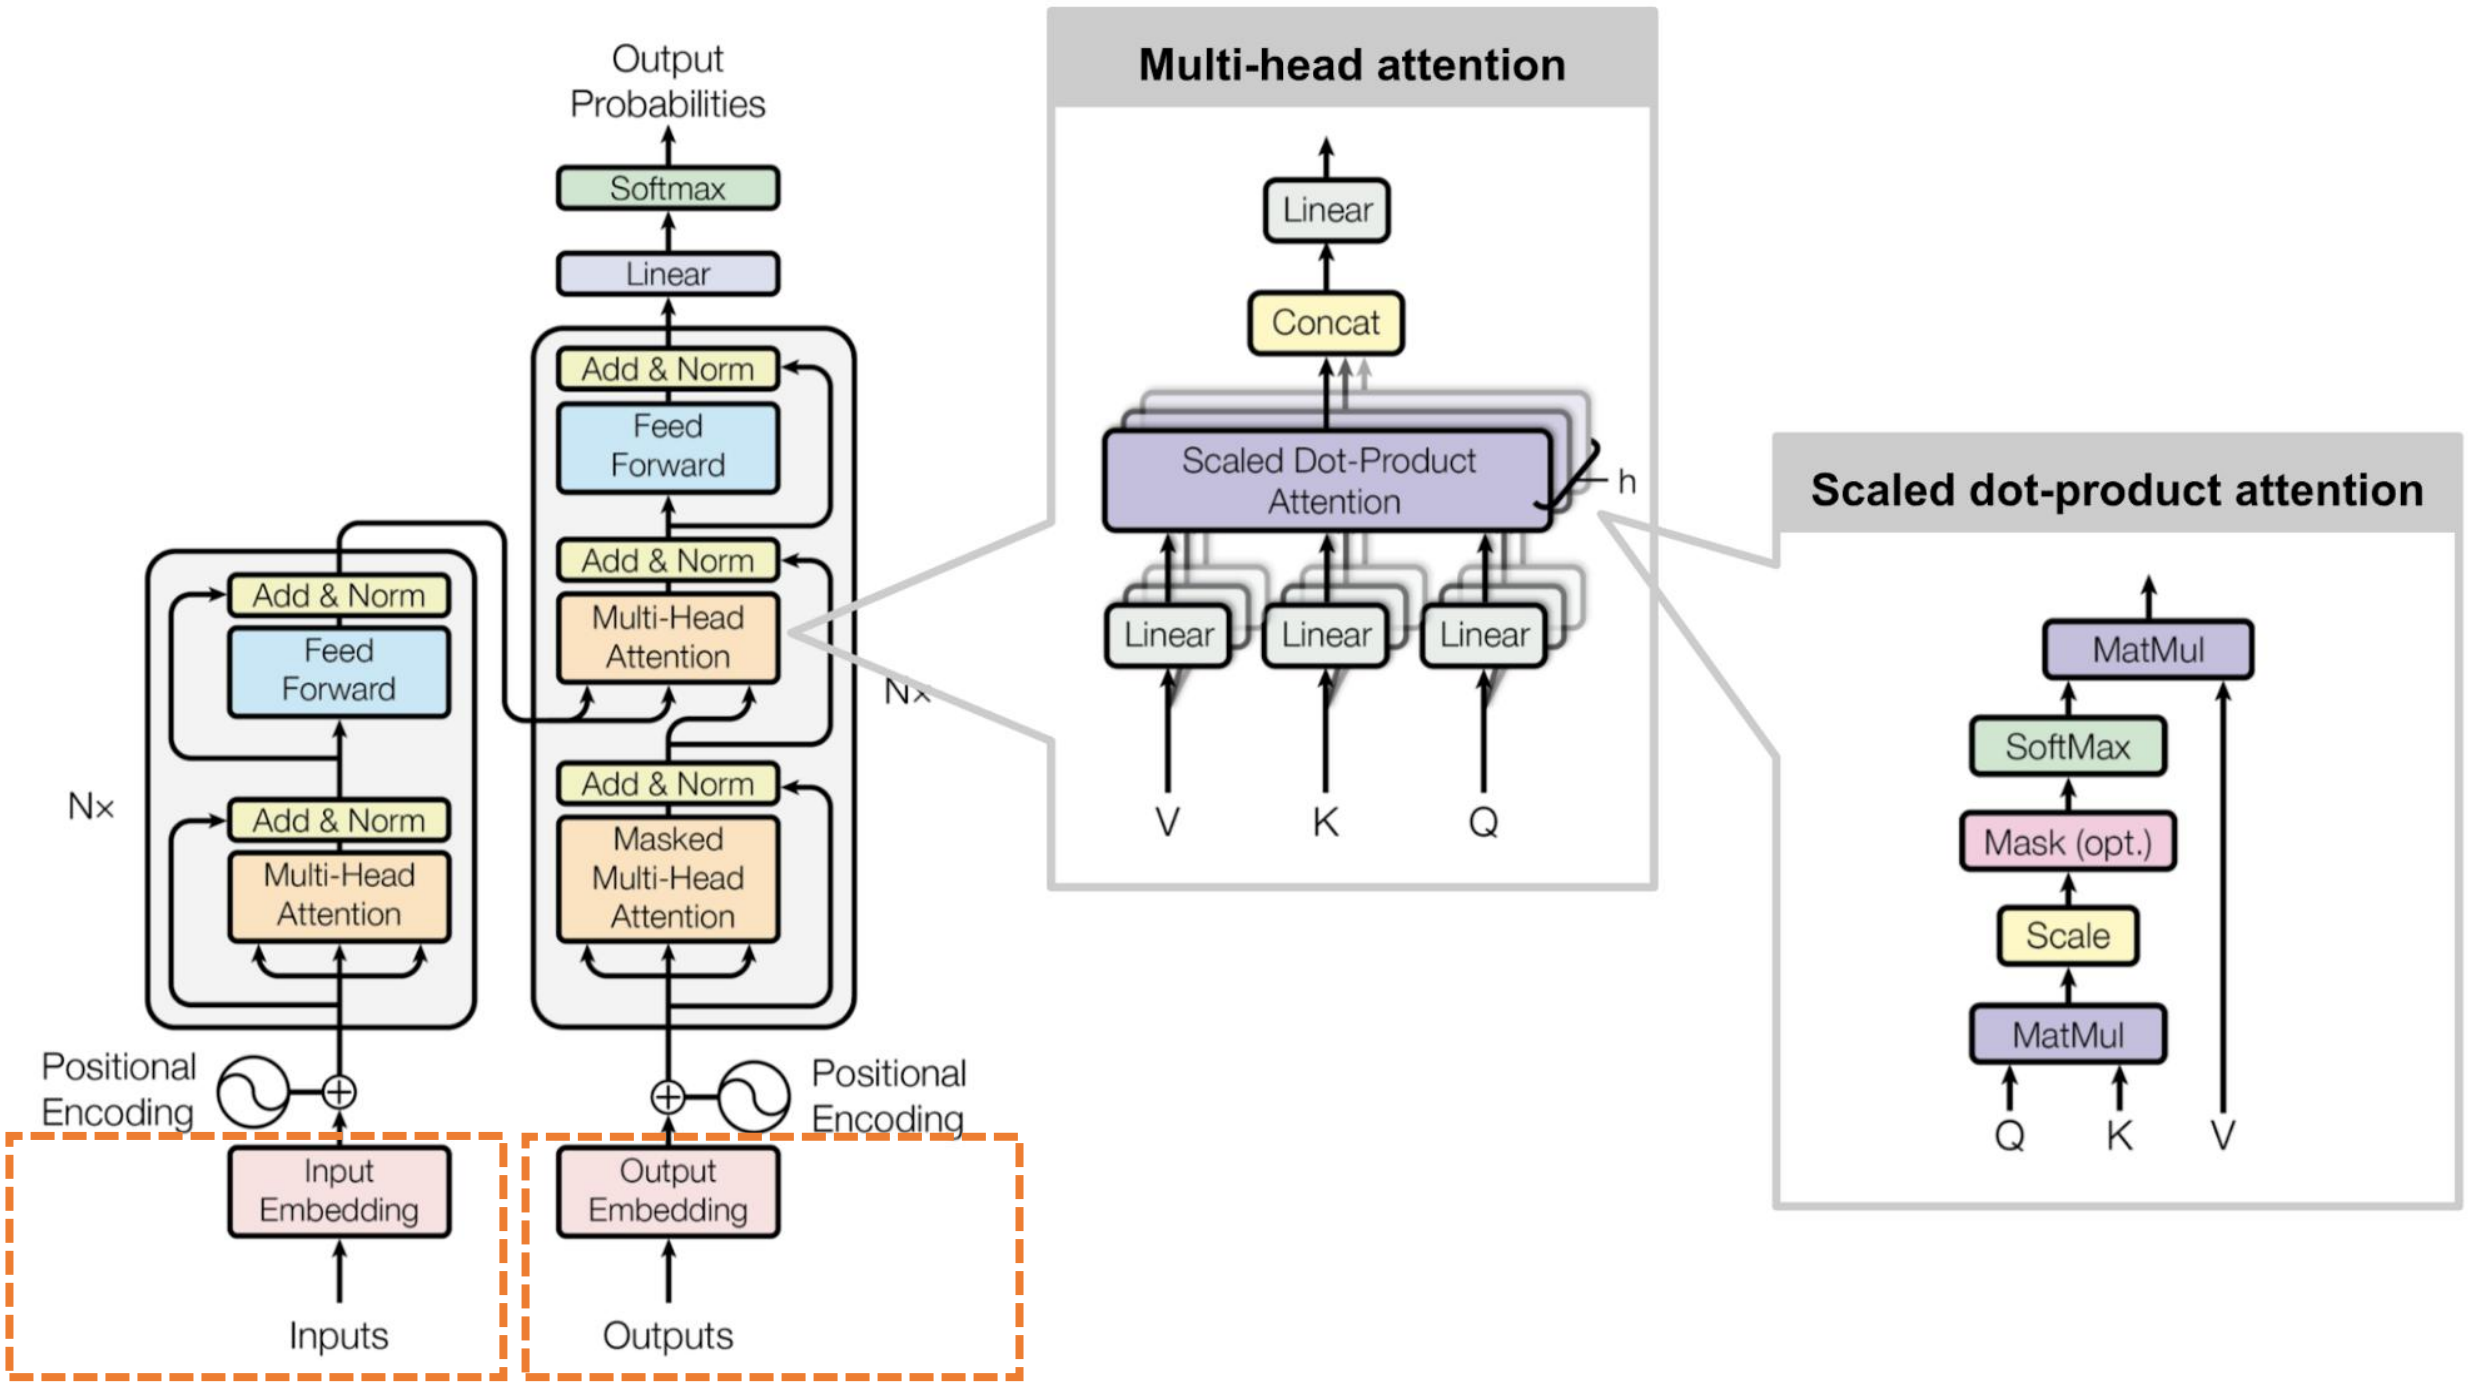 Output
Probabilities
Softmax
Linear
Add & Norm
Feed
Forward
Add & Norm
Multi-Head
Attention
Nx
Add & Norm
Masked
Multi-Head
Attention
Add & Norm
Feed
Forward
Nx
Add & Norm
Multi-Head
Attention
Positional
Encoding
Positional
Encoding
Input
Embedding
Output
Embedding
Inputs
Outputs
Multi-head attention
Linear
Concat
Scaled Dot-Product
Attention
h
Linear
Linear
Linear
V
K
Q
Scaled dot-product attention
MatMul
SoftMax
Mask (opt.)
Scale
MatMul
Q
K
V